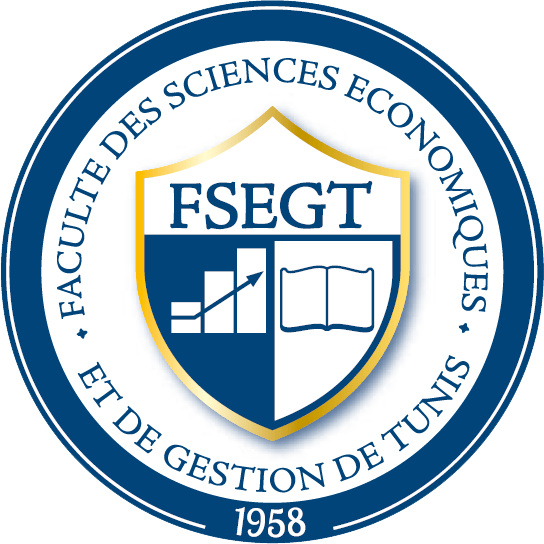 FACULTE DES SCIENCES ECONOMIQUES
ET DE GESTION DE TUNIS
FSEGT
1958